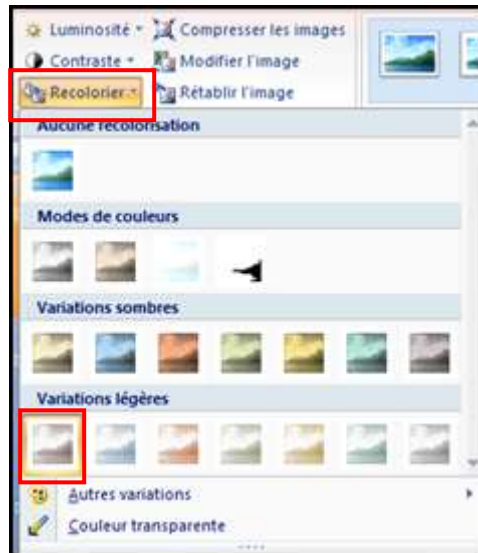 Luminosité Compresser les images
Contraste Modifier l'image
Recolorier Rétablir l'image
Aucune recolorisation
Modes de couleurs
Variations sombres
Variations légères
Autres variations
Couleur transparente